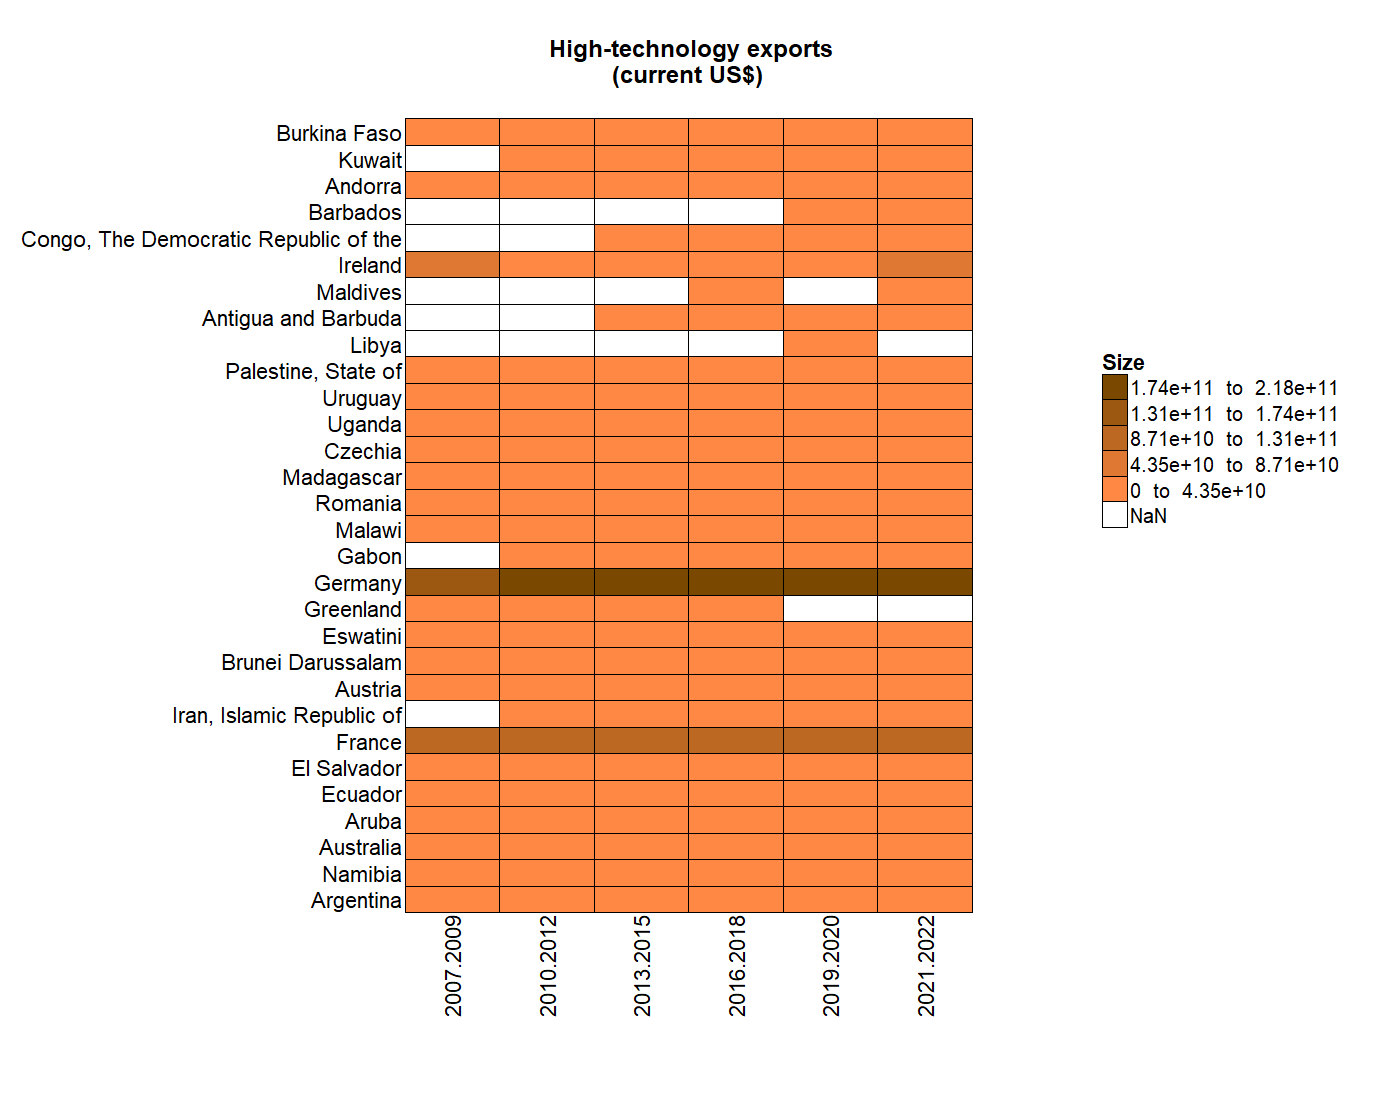 High-technology exports
(current US$)
Burkina Faso
Kuwait
Andorra
Barbados
Congo, The Democratic Republic of the
Ireland
Maldives
Antigua and Barbuda
Libya
Palestine, State of
Uruguay
Uganda
Czechia
Madagascar
Romania
Malawi
Gabon
Germany
Greenland
Eswatini
Brunei Darussalam
Austria
Iran, Islamic Republic of
France
El Salvador
Ecuador
Aruba
Australia
Namibia
Argentina
2007.2009
2010.2012
2013.2015
2016.2018
2019.2020
2021.2022
Size
1.74e+11 to 2.18e+11
1.31e+11 to 1.74e+11
8.71e+10 to 1.31e+11
4.35e+10 to 8.71e+10
0 to 4.35e+10
NaN